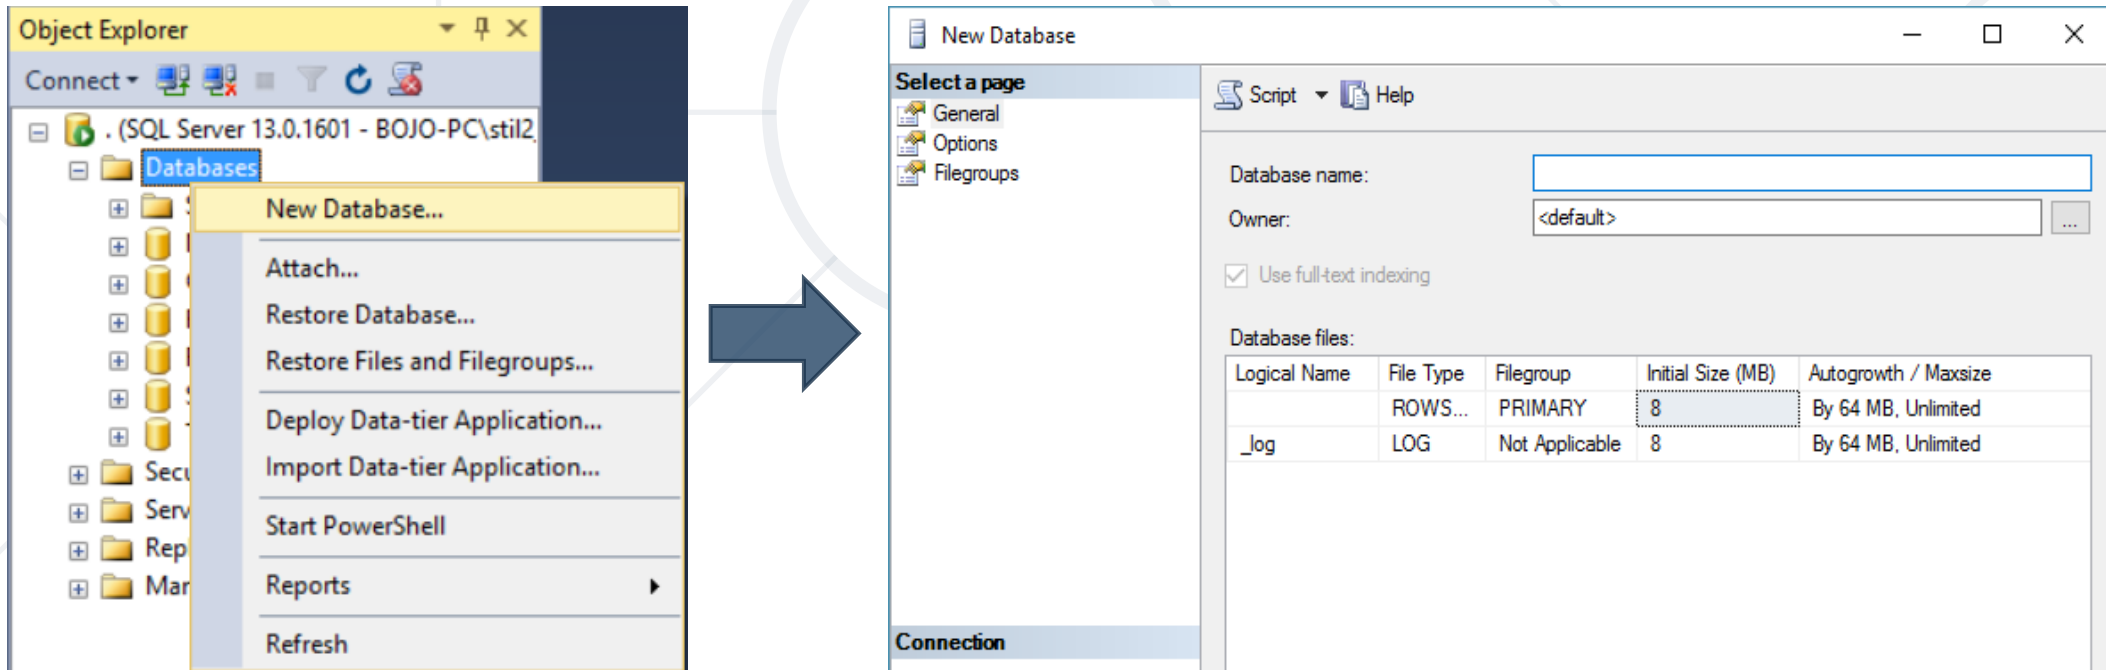 Object Explorer
Connect
. (SQL Server 13.0.1601 - BOJO-PC\stil2
Databases
New Database...
Attach...
Restore Database...
Restore Files and Filegroups...
Deploy Data-tier Application...
Import Data-tier Application...
Secu
Serv
Start PowerShell
Rep
Reports
Refresh
New Database
Select a page
General
Options
Filegroups
Connection
Script Help
Database name:
Owner: <default> ...
Use full-text indexing
Database files:
Logical Name File Type Filegroup Initial Size (MB) Autogrowth / Maxsize
ROWS... PRIMARY 8 By 64 MB, Unlimited
_log LOG Not Applicable 8 By 64 MB, Unlimited